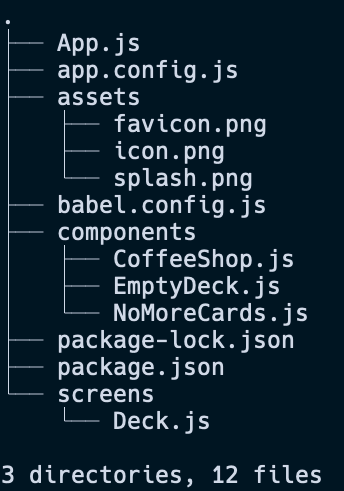 .
├── App.js
├── app.config.js
├── assets
│   ├── favicon.png
│   ├── icon.png
│   └── splash.png
├── babel.config.js
├── components
│   ├── CoffeeShop.js
│   ├── EmptyDeck.js
│   └── NoMoreCards.js
├── package-lock.json
├── package.json
└── screens
    └── Deck.js

3 directories, 12 files